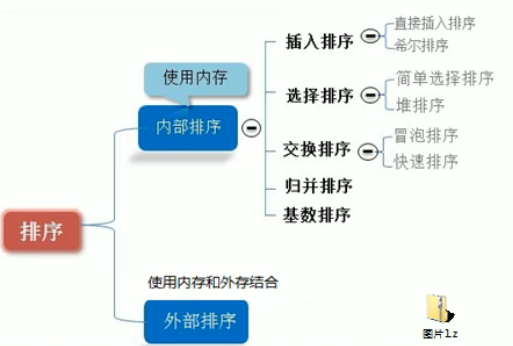 直接插入排序
插入排序
希尔排序
使用内存
简单选择排序
选择排序
堆排序
内部排序
冒泡排序
交换排序
快速排序
归并排序
基数排序
排序
使用内存和外存结合
外部排序
图片1.z